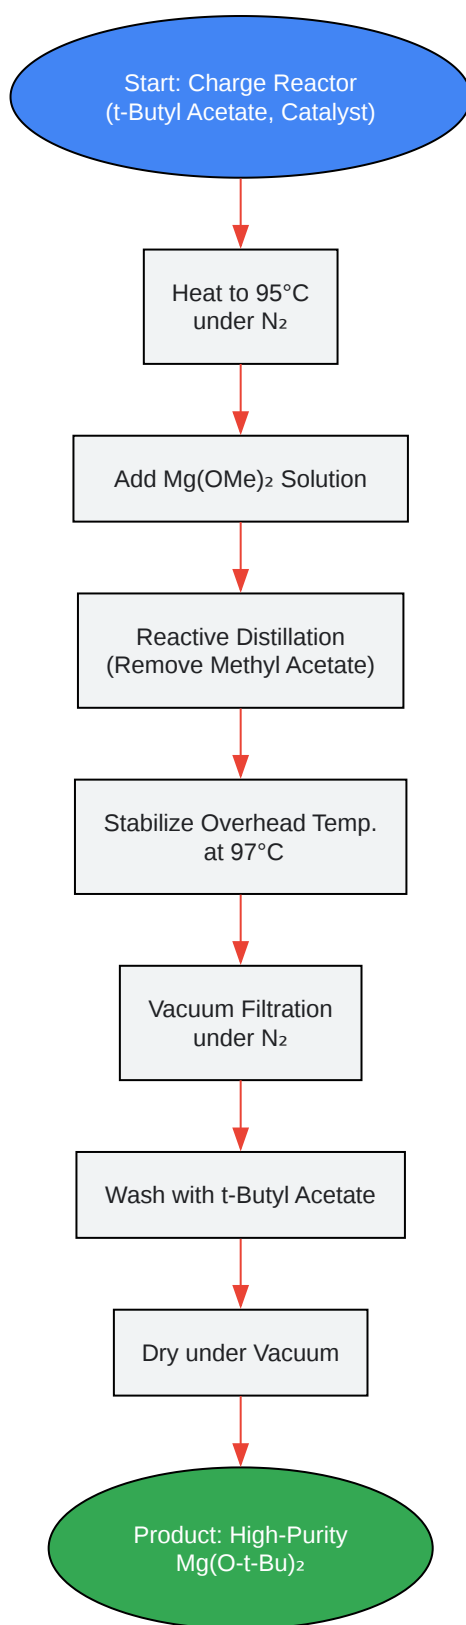 Start: Charge Reactor
(t-Butyl Acetate, Catalyst)
Heat to 95°C
under N₂
Add Mg(OMe)₂ Solution
Reactive Distillation
(Remove Methyl Acetate)
Stabilize Overhead Temp.
at 97°C
Vacuum Filtration
under N₂
Wash with t-Butyl Acetate
Dry under Vacuum
Product: High-Purity
Mg(O-t-Bu)₂